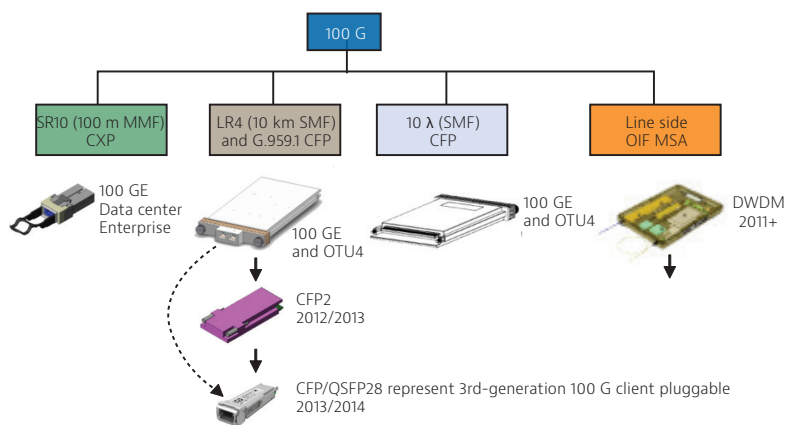 100 G
SR10 (100 m MMF)
CXP
LR4 (10 km SMF)
and G.959.1 CFP
10 λ (SMF)
CFP
Line side
OIF MSA
100 GE
Data center
Enterprise
100 GE
and OTU4
100 GE
and OTU4
DWDM
2011+
CFP2
2012/2013
CFP/QSFP28 represent 3rd-generation 100 G client pluggable
2013/2014